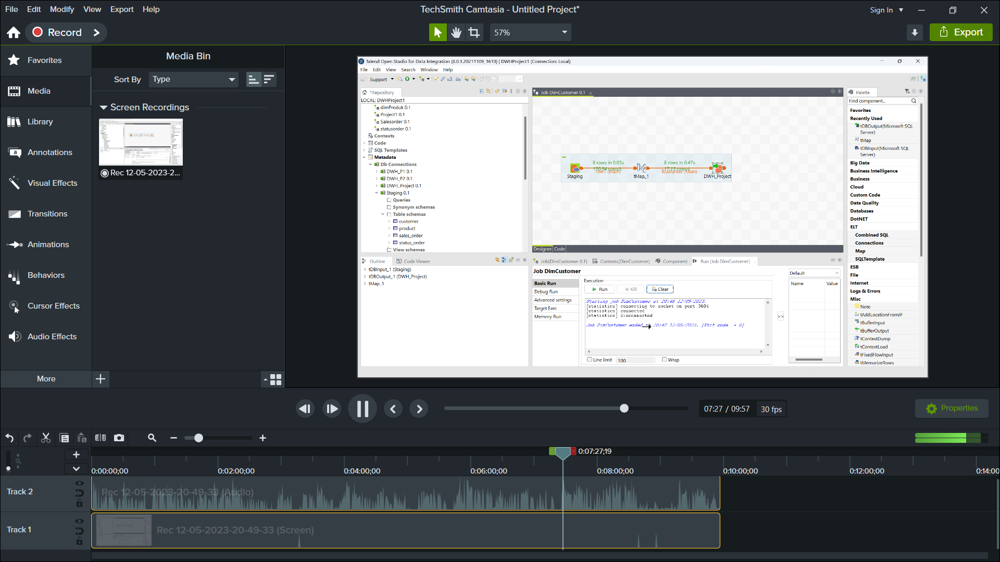 File Edit Modify View Export Help
TechSmith Camtasia - Untitled Project*
Sign In
Record
57%
Export
Favorites
Media
Library
Annotations
Visual Effects
Transitions
Animations
Behaviors
Cursor Effects
Audio Effects
More
Media Bin
Sort By Type
Screen Recordings
Rec 12-05-2023-2...
Talend Open Studio for Data Integration (8.0.1.20211109_1610) | DWHProject1 (Connection: Local)
File Edit View Search Window Help
Support
*Repository
LOCAL: DWHProject1
dimProduk 0.1
Project1 0.1
Salesorder 0.1
statusorder 0.1
Contexts
Code
SQL Templates
Metadata
Db Connections
DWH_P1 0.1
DWH_P2 0.1
DWH_Project 0.1
Staging 0.1
Queries
Synonym schemas
Table schemas
customer
product
sales_order
status_order
View schemas
Job DimCustomer 0.1
8 rows in 0.05s
150.94 rows/s
row1 (Main)
8 rows in 0.47s
17.13 rows/s
Tcustumer (Main)
Staging
tMap_1
DWH_Project
Designer Code
Palette
Find component...
Favorites
Recently Used
tDBOutput(Microsoft SQL
Server)
tMap
tDBInput(Microsoft SQL
Server)
Big Data
Business Intelligence
Business
Cloud
Custom Code
Data Quality
Databases
DotNET
ELT
Combined SQL
Connections
Map
SQLTemplate
ESB
File
Internet
Logs & Errors
Misc
Note
tAddLocationFromIP
tBufferInput
tBufferOutput
tContextDump
tContextLoad
tFixedFlowInput
tMemorizeRows
Outline Code Viewer
tDBInput_1 (Staging)
tDBOutput_1 (DWH_Project)
tMap_1
Job(DimCustomer 0.1) Contexts(DimCustomer) Component Run (Job DimCustomer)
Job DimCustomer
Basic Run
Debug Run
Advanced settings
Target Exec
Memory Run
Execution
Run Kill Clear
Starting job DimCustomer at 20:46 12/05/2023.
[statistics] connecting to socket on port 3604
[statistics] connected
[statistics] disconnected
Job DimCustomer ended at 20:47 12/05/2023. [Exit code = 0]
Line limit 100 Wrap
>>
Default
Name Value
07:27 / 09:57 30 fps
Properties
0:07:27;19
0:00:00;00 0:02:00;00 0:04:00;00 0:06:00;00 0:08:00;00 0:10:00;00 0:12:00;00 0:14:00
Track 2
Rec 12-05-2023-20-49-33 (Audio)
Track 1
Rec 12-05-2023-20-49-33 (Screen)